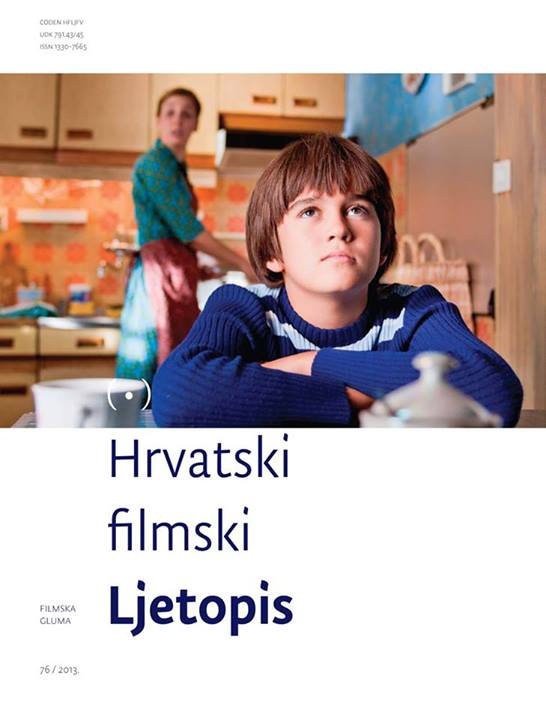 CODEN HFLJFV
UDK 791.43/45
ISSN 1330-7665
(•)
Hrvatski
filmski
Ljetopis
FILMSKA
GLUMA
76 / 2013.